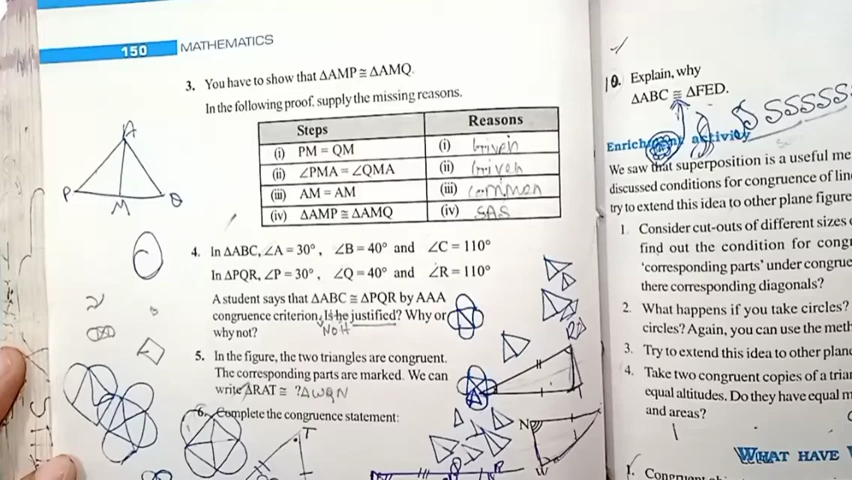 150 MATHEMATICS
3. You have to show that ΔAMP ≅ ΔAMQ.
In the following proof, supply the missing reasons.
Steps Reasons
(i) PM = QM (i) Given
(ii) ∠PMA = ∠QMA (ii) Given
(iii) AM = AM (iii) Common
(iv) ΔAMP ≅ ΔAMQ (iv) SAS
A
P
M
Q
4. In ΔABC, ∠A = 30°, ∠B = 40° and ∠C = 110°
In ΔPQR, ∠P = 30°, ∠Q = 40° and ∠R = 110°
A student says that ΔABC ≅ ΔPQR by AAA
congruence criterion. Is he justified? Why or
why not?
5. In the figure, the two triangles are congruent.
The corresponding parts are marked. We can
write ΔRAT ≅ ? ΔWON
6. Complete the congruence statement:
T
R
A
N
W
10. Explain, why
ΔABC ≅ ΔFED.
SSSSSS
Enrichment activity
We saw that superposition is a useful me
discussed conditions for congruence of lin
try to extend this idea to other plane figure
1. Consider cut-outs of different sizes
find out the condition for cong
'corresponding parts' under congrue
there corresponding diagonals?
2. What happens if you take circles?
circles? Again, you can use the meth
3. Try to extend this idea to other plane
4. Take two congruent copies of a trian
equal altitudes. Do they have equal m
and areas?
WHAT HAVE
1. Congruent